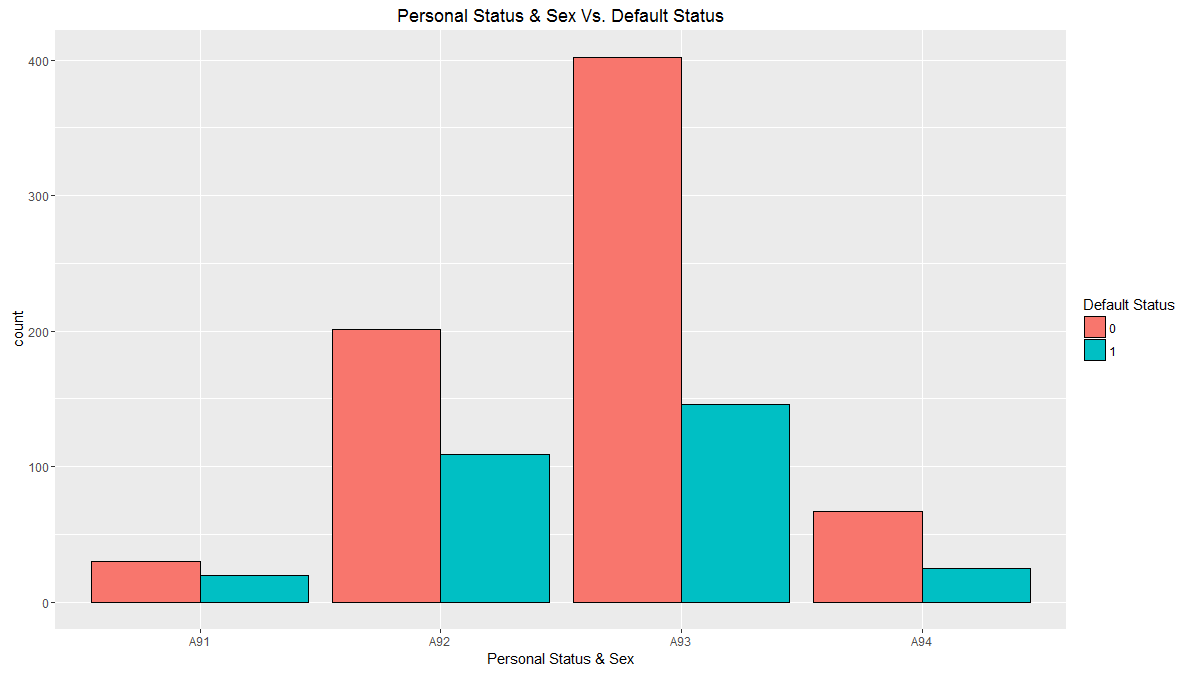 Personal Status & Sex Vs. Default Status
400
300
200
100
0
count
A91
A92
A93
A94
Personal Status & Sex
Default Status
0
1